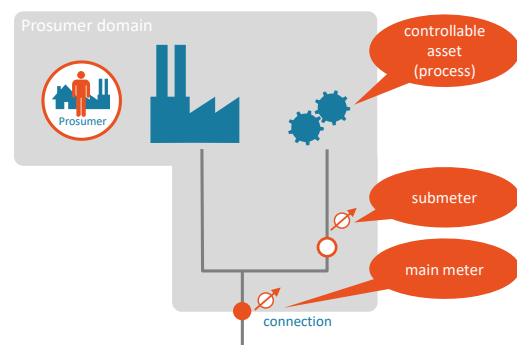 Prosumer domain
controllable
asset
(process)
Prosumer
submeter
main meter
connection